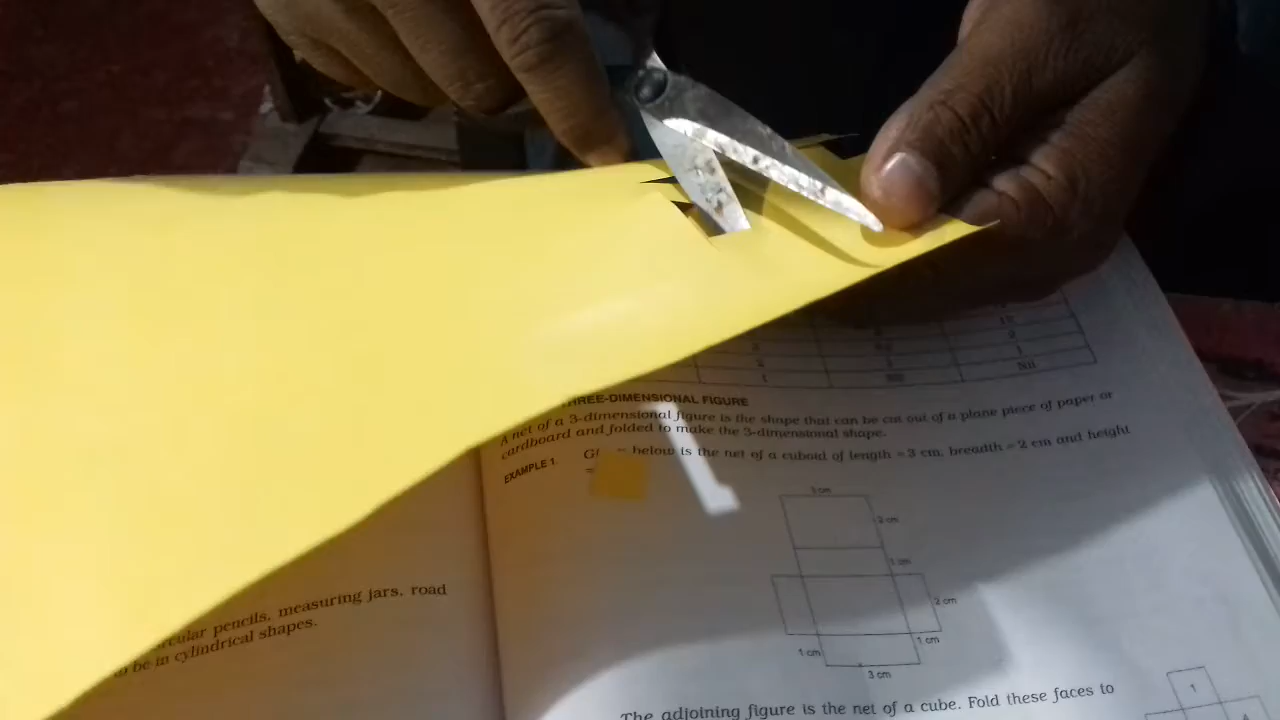 1
Nil
THREE-DIMENSIONAL FIGURE
A net of a 3-dimensional figure is the shape that can be cut out of a plane piece of paper or
cardboard and folded to make the 3-dimensional shape.
EXAMPLE 1. below is the net of a cuboid of length = 3 cm, breadth = 2 cm and height
=
3 cm
2 cm
1 cm
2 cm
1 cm
1 cm
3 cm
circular pencils, measuring jars, road
to be in cylindrical shapes.
The adjoining figure is the net of a cube. Fold these faces to
1